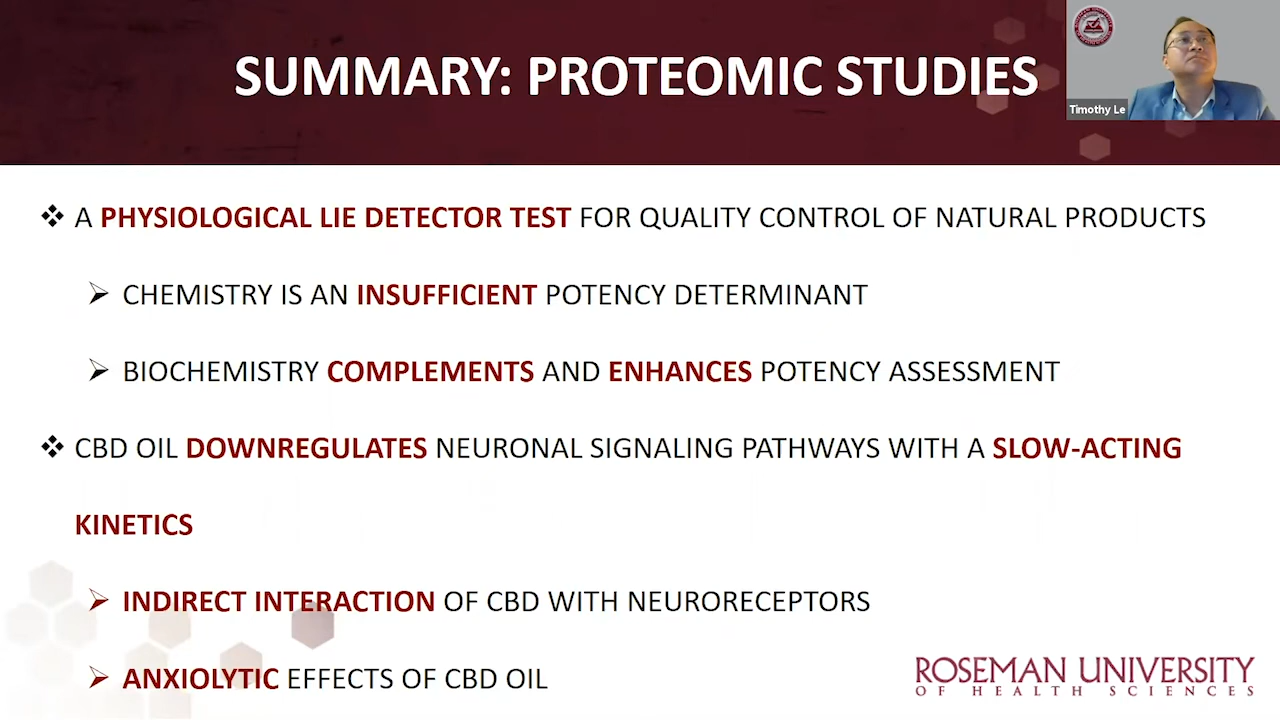 SUMMARY: PROTEOMIC STUDIES
Timothy Le
A PHYSIOLOGICAL LIE DETECTOR TEST FOR QUALITY CONTROL OF NATURAL PRODUCTS
CHEMISTRY IS AN INSUFFICIENT POTENCY DETERMINANT
BIOCHEMISTRY COMPLEMENTS AND ENHANCES POTENCY ASSESSMENT
CBD OIL DOWNREGULATES NEURONAL SIGNALING PATHWAYS WITH A SLOW-ACTING
KINETICS
INDIRECT INTERACTION OF CBD WITH NEURORECEPTORS
ANXIOLYTIC EFFECTS OF CBD OIL
ROSEMAN UNIVERSITY
OF HEALTH SCIENCES